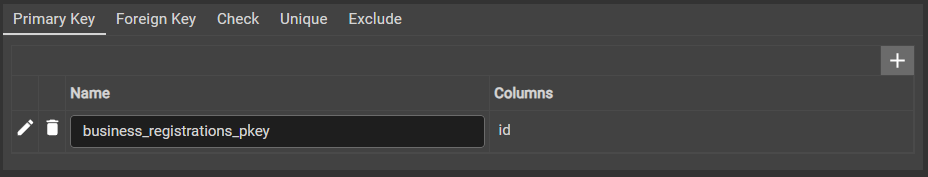 Primary Key Foreign Key Check Unique Exclude
Name Columns
business_registrations_pkey id